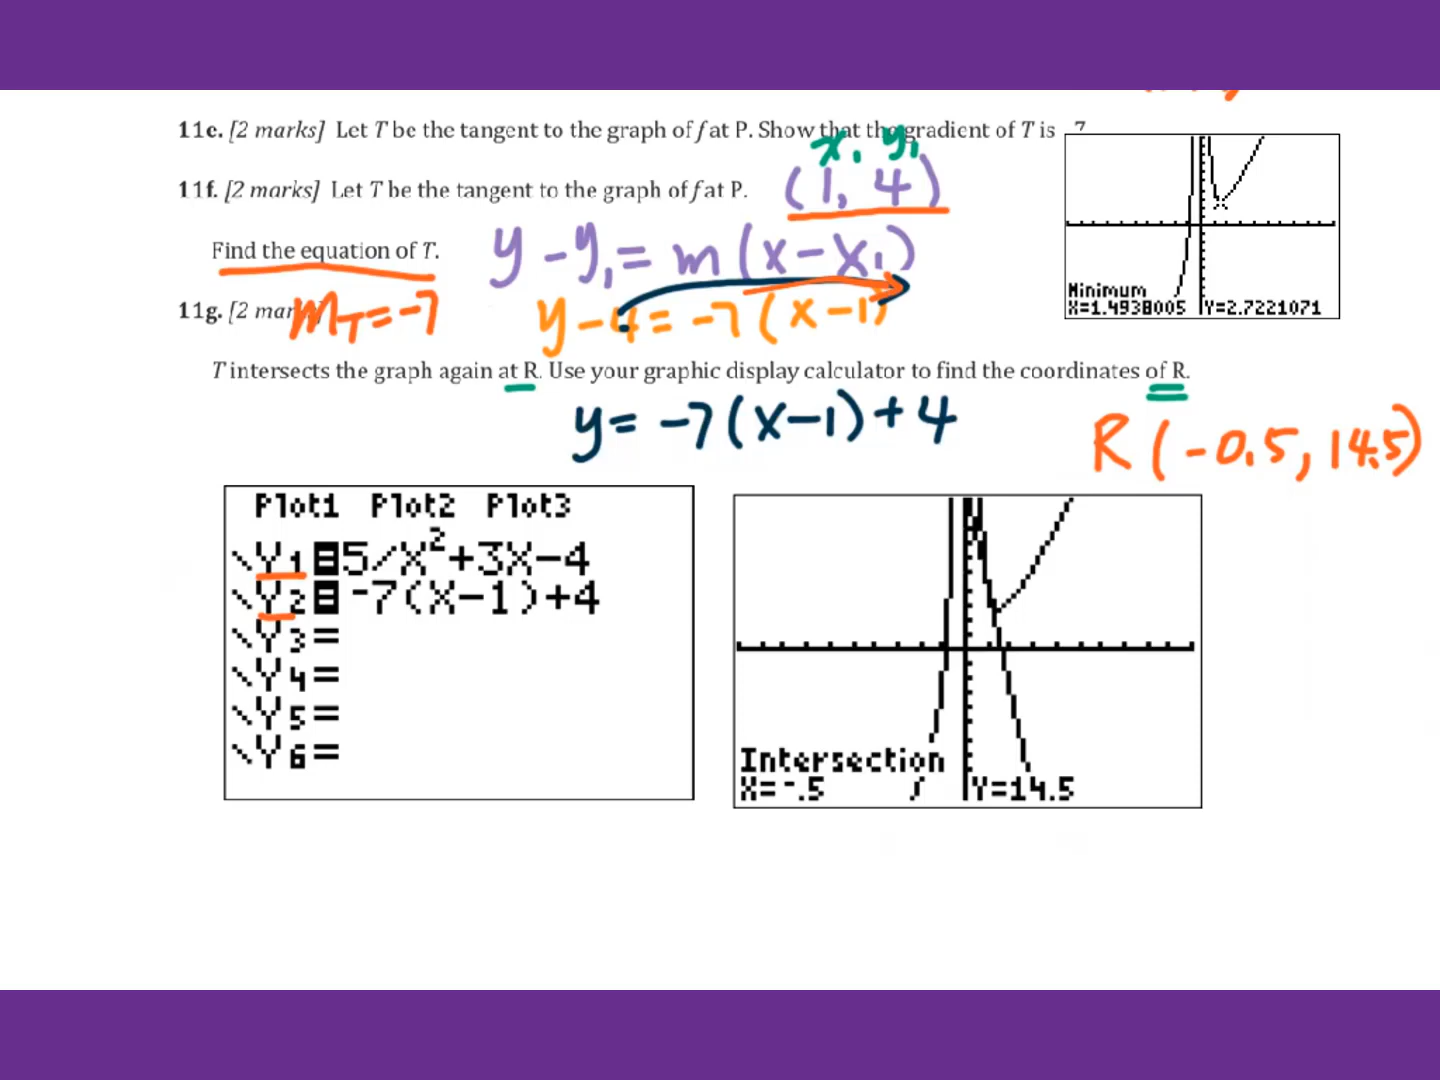 11e. [2 marks] Let T be the tangent to the graph of f at P. Show that the gradient of T is -7
x1 y1
11f. [2 marks] Let T be the tangent to the graph of f at P.
(1, 4)
Find the equation of T.
y - y1 = m(x - x1)
11g. [2 mar
mT = -7
y - 4 = -7(x - 1)
Minimum
X=1.4938005 Y=2.7221071
T intersects the graph again at R. Use your graphic display calculator to find the coordinates of R.
y = -7(x-1)+4
R(-0.5, 14.5)
Plot1 Plot2 Plot3
\Y1=5/X²+3X-4
\Y2=-7(X-1)+4
\Y3=
\Y4=
\Y5=
\Y6=
Intersection
X=-.5 Y=14.5